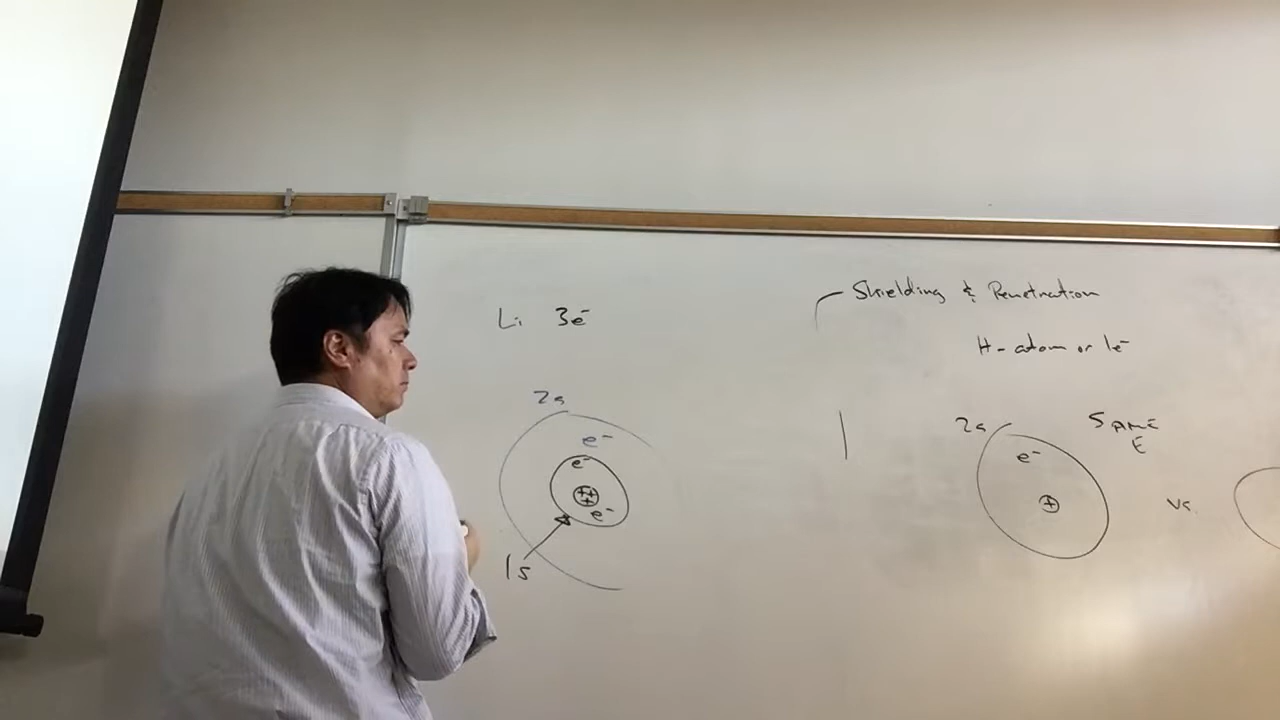 Shielding & Penetration
H-atom or 1e⁻
Li 3e⁻
2s
e⁻
e⁻
++
+
e⁻
1s
2s
e⁻
+
SAME
E
vs.